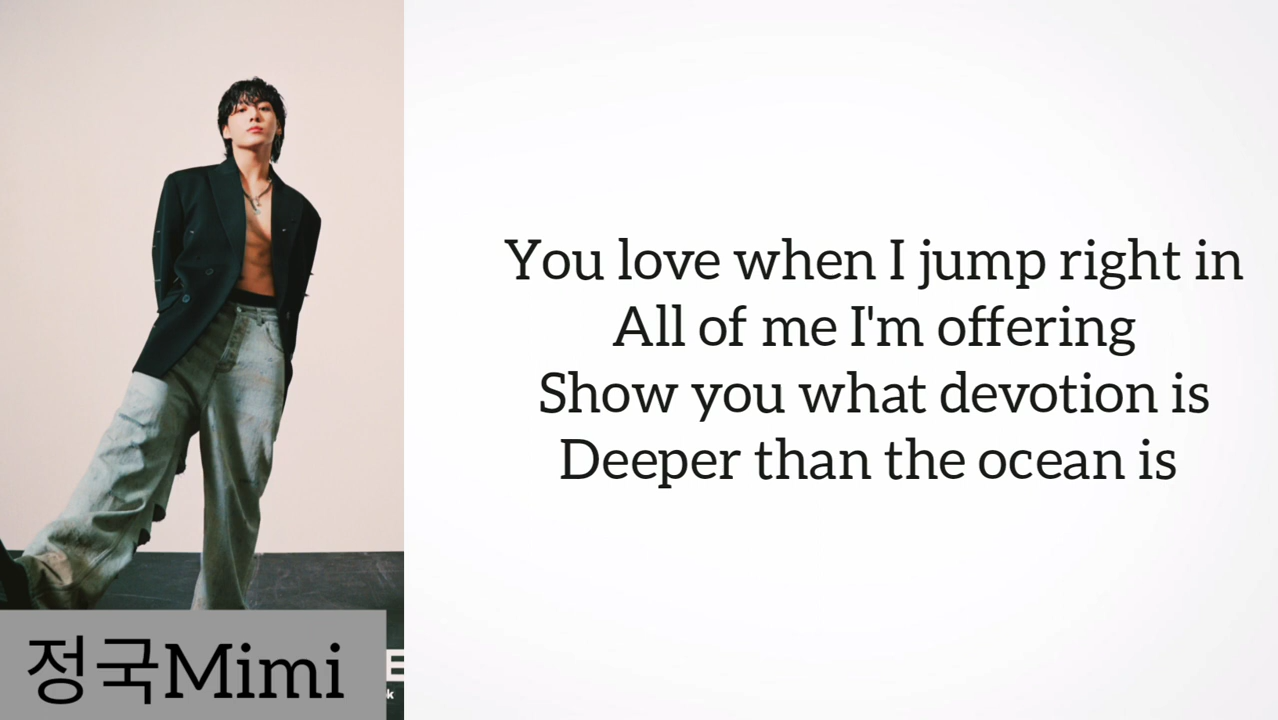 You love when I jump right in
All of me I'm offering
Show you what devotion is
Deeper than the ocean is
정국Mimi
E
k